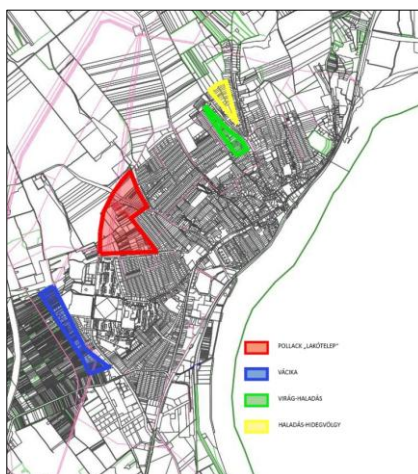 POLLACK „LAKÓTELEP"
VÁCIKA
VIRÁG-HALADÁS
HALADÁS-HIDEGVÖLGY